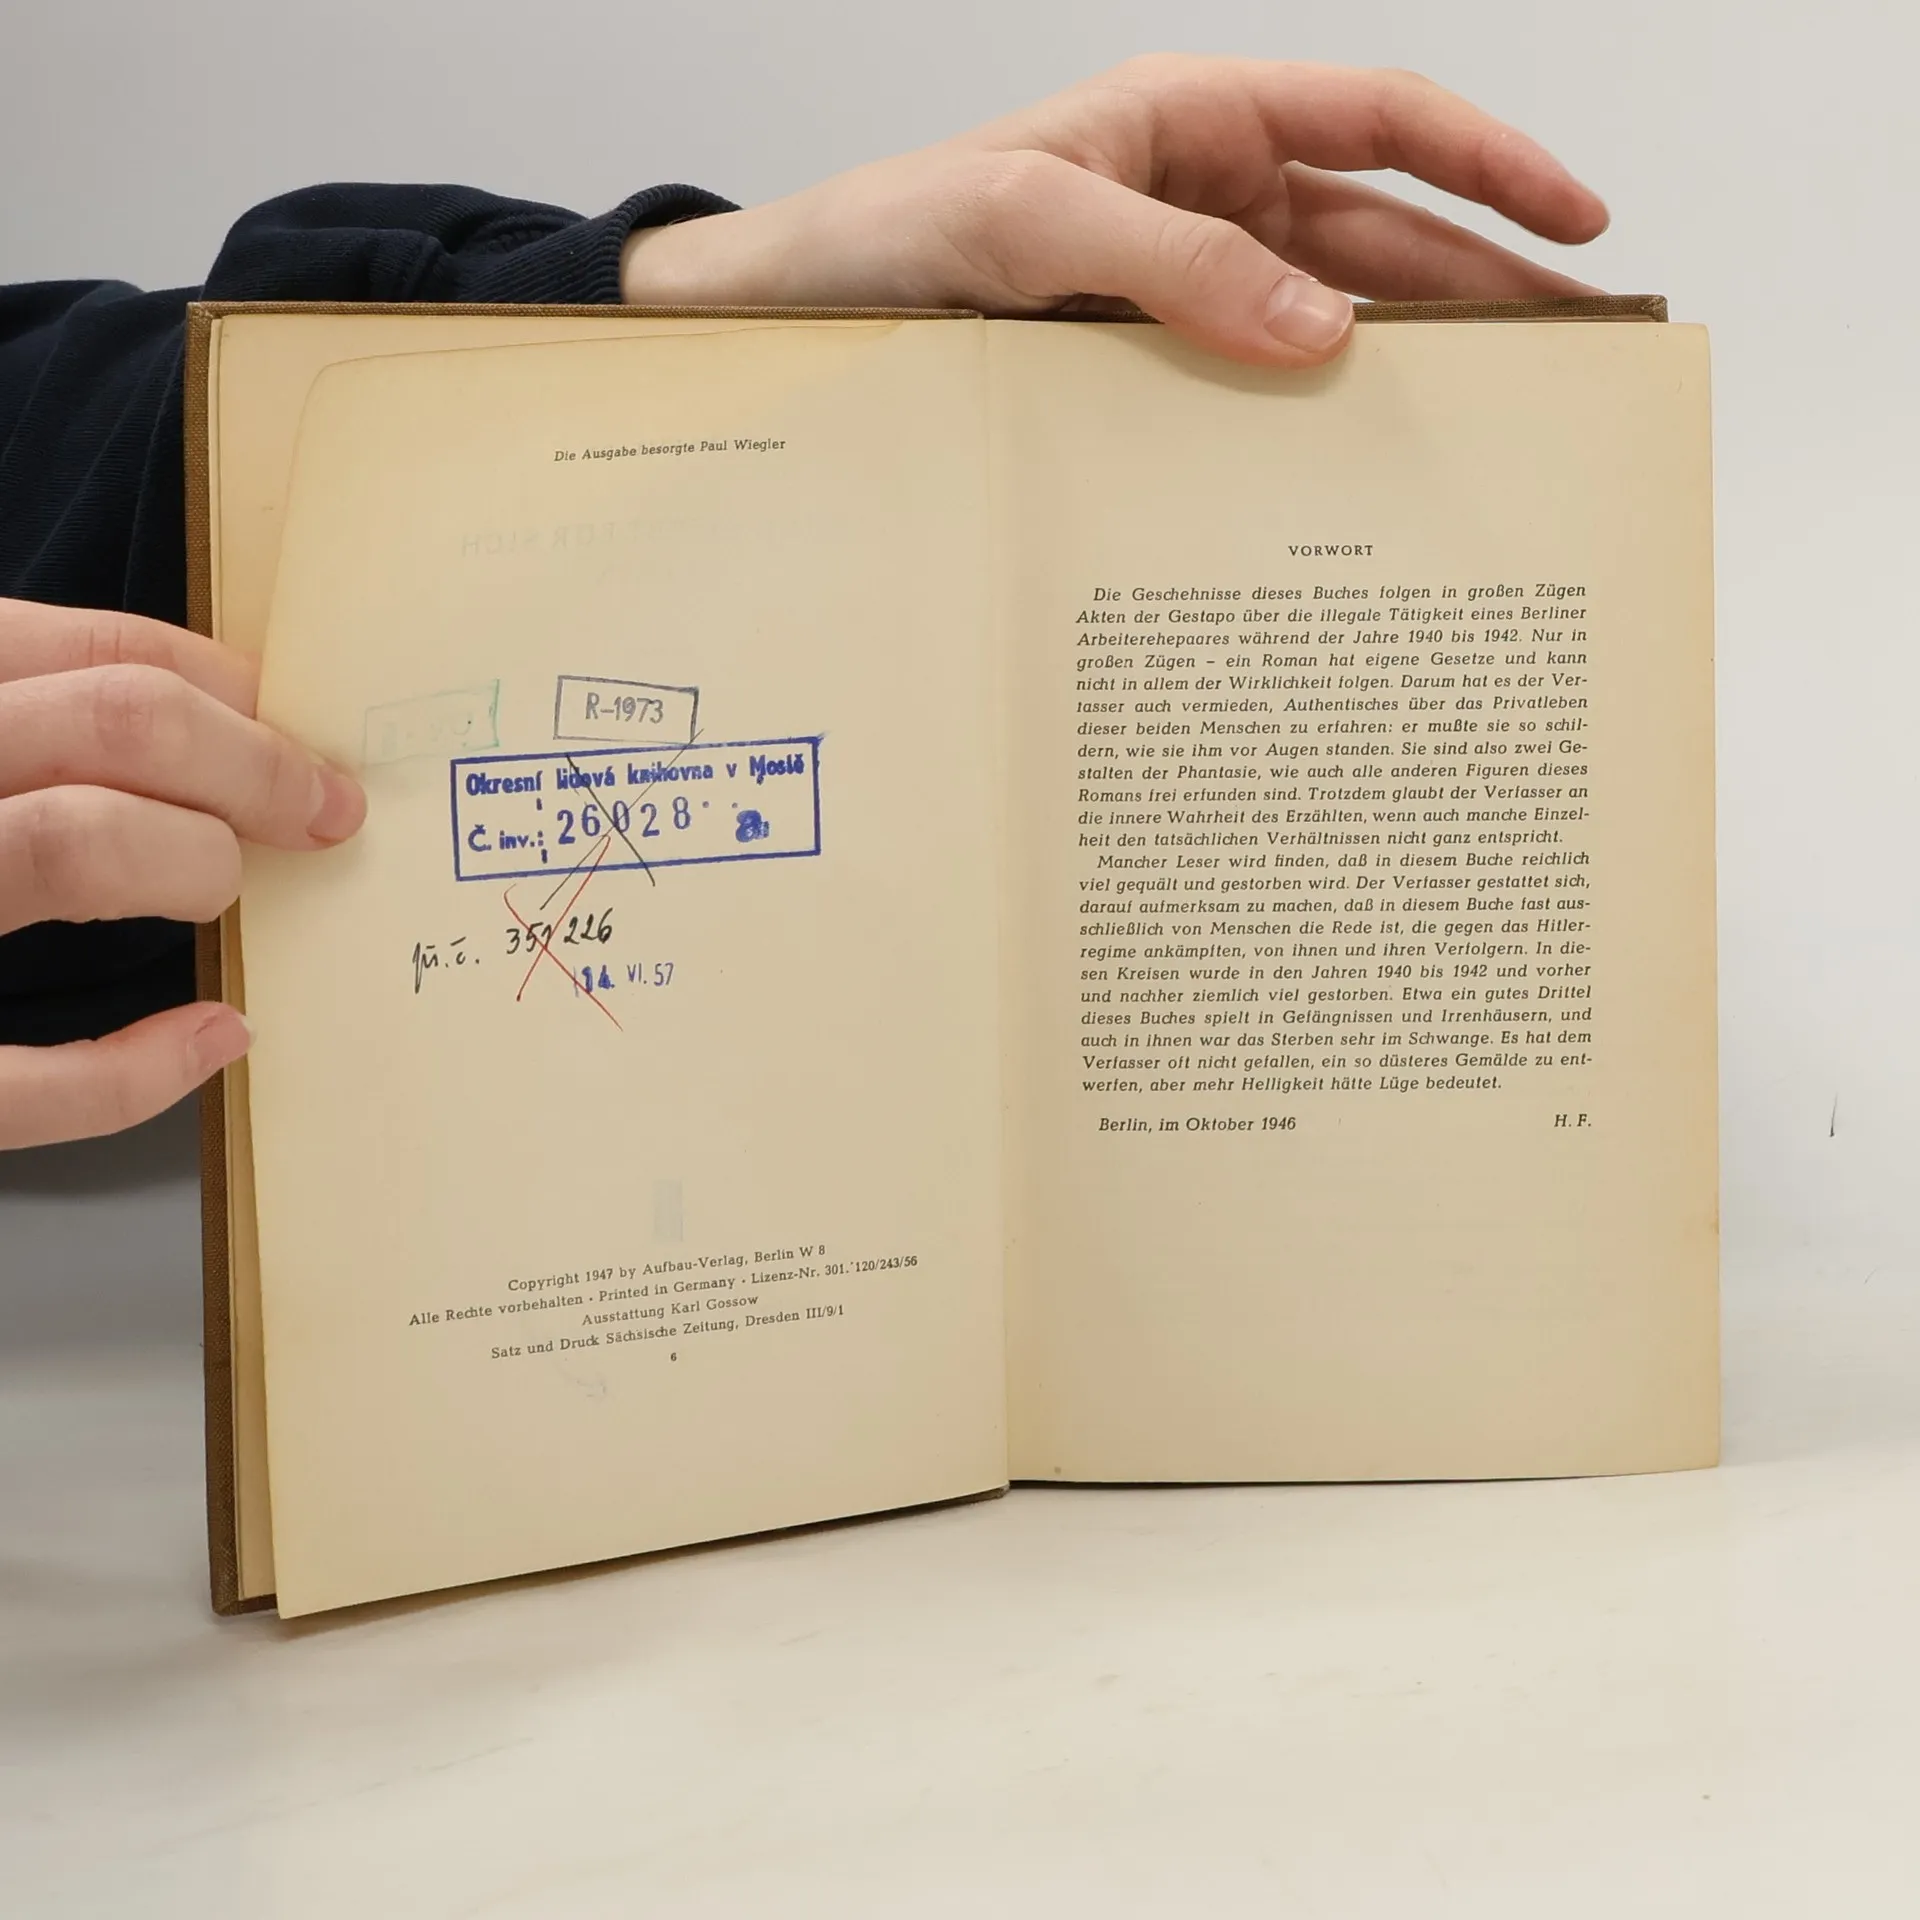 Die Ausgabe besorgte Paul Wiegler
R-1973
Okresní lidová knihovna v Mostě
Č. inv.: 26028
př.č. 351226
14. VI. 57
Copyright 1947 by Aufbau-Verlag, Berlin W 8
Alle Rechte vorbehalten · Printed in Germany · Lizenz-Nr. 301. 120/243/56
Ausstattung Karl Gossow
Satz und Druck Sächsische Zeitung, Dresden III/9/1
6
VORWORT
Die Geschehnisse dieses Buches folgen in großen Zügen
Akten der Gestapo über die illegale Tätigkeit eines Berliner
Arbeiterehepaares während der Jahre 1940 bis 1942. Nur in
großen Zügen – ein Roman hat eigene Gesetze und kann
nicht in allem der Wirklichkeit folgen. Darum hat es der Ver-
fasser auch vermieden, Authentisches über das Privatleben
dieser beiden Menschen zu erfahren: er mußte sie so schil-
dern, wie sie ihm vor Augen standen. Sie sind also zwei Ge-
stalten der Phantasie, wie auch alle anderen Figuren dieses
Romans frei erfunden sind. Trotzdem glaubt der Verfasser an
die innere Wahrheit des Erzählten, wenn auch manche Einzel-
heit den tatsächlichen Verhältnissen nicht ganz entspricht.
Mancher Leser wird finden, daß in diesem Buche reichlich
viel gequält und gestorben wird. Der Verfasser gestattet sich,
darauf aufmerksam zu machen, daß in diesem Buche fast aus-
schließlich von Menschen die Rede ist, die gegen das Hitler-
regime ankämpften, von ihnen und ihren Verfolgern. In die-
sen Kreisen wurde in den Jahren 1940 bis 1942 und vorher
und nachher ziemlich viel gestorben. Etwa ein gutes Drittel
dieses Buches spielt in Gefängnissen und Irrenhäusern, und
auch in ihnen war das Sterben sehr im Schwange. Es hat dem
Verfasser oft nicht gefallen, ein so düsteres Gemälde zu ent-
werfen, aber mehr Helligkeit hätte Lüge bedeutet.
Berlin, im Oktober 1946 H. F.